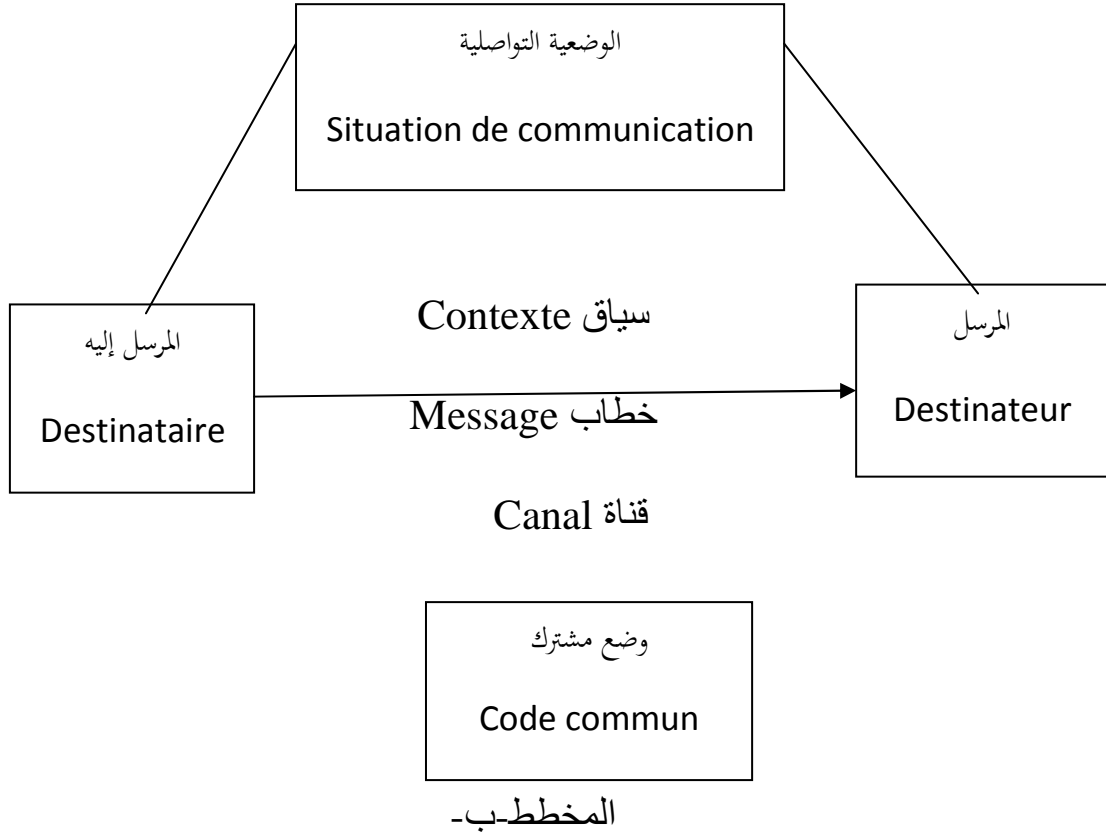 الوضعية التواصلية
Situation de communication
المرسل
Destinateur
سياق Contexte
خطاب Message
قناة Canal
المرسل إليه
Destinataire
وضع مشترك
Code commun
المخطط-ب-